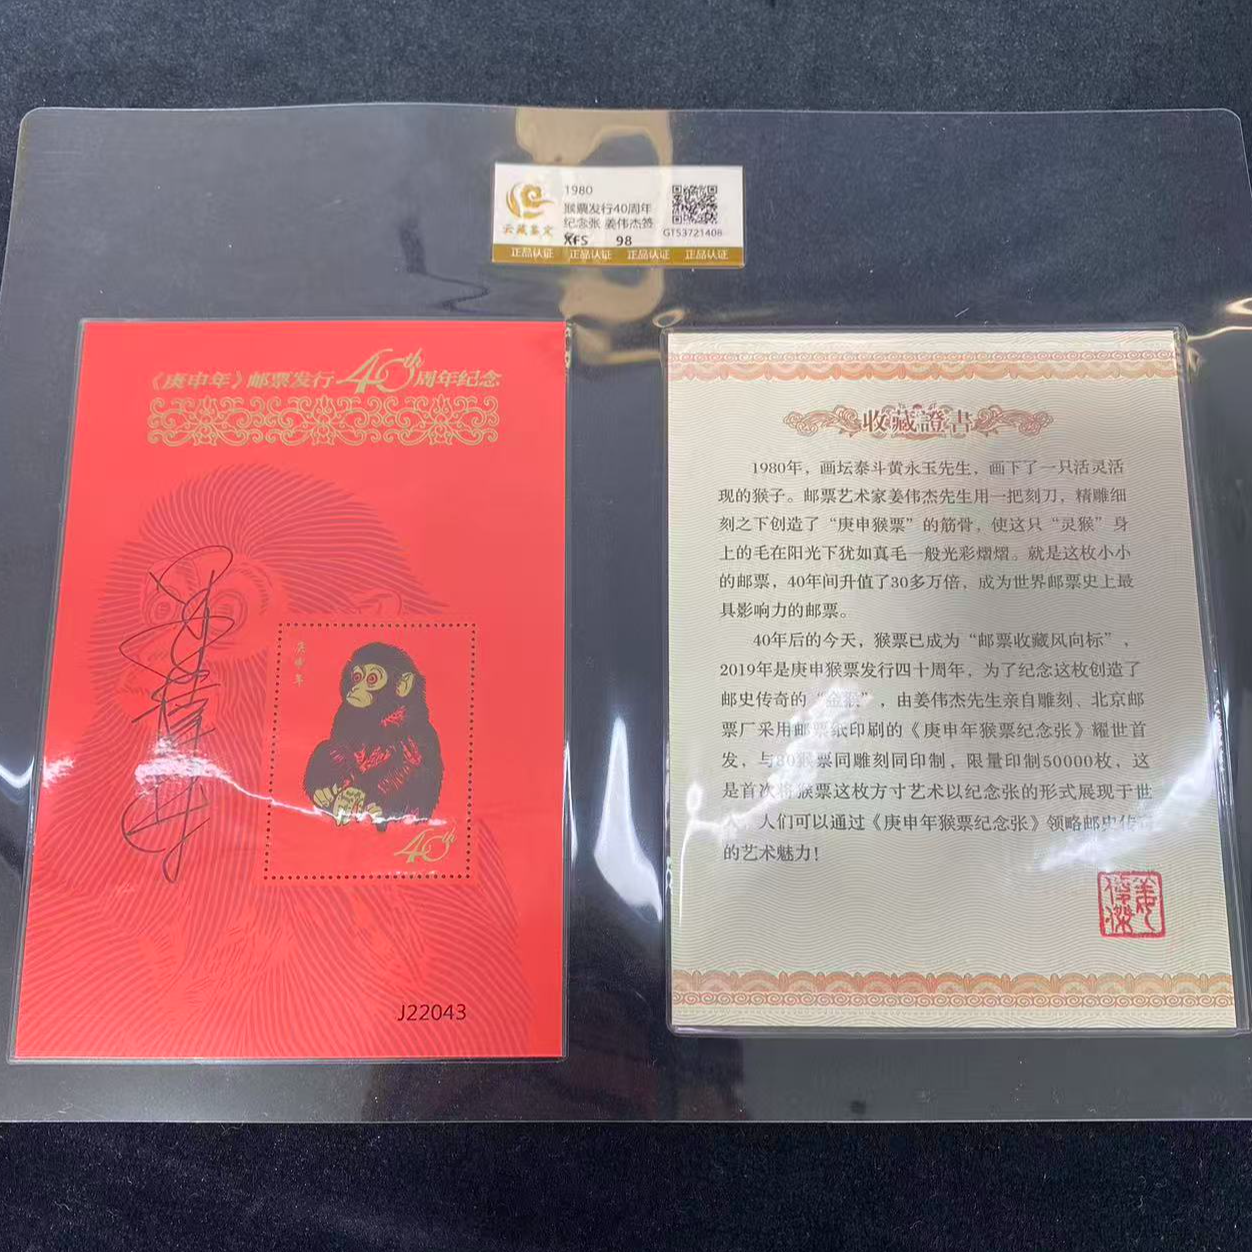 1980
猴票发行40周年
纪念张 姜伟杰签
云藏鉴定
XFS 98
GTS3721408
正品认证 正品认证 正品认证 正品认证
《庚申年》邮票发行40th周年纪念
庚申年
40th
J22043
收藏證書
1980年，画坛泰斗黄永玉先生，画下了一只活灵活
现的猴子。邮票艺术家姜伟杰先生用一把刻刀，精雕细
刻之下创造了“庚申猴票”的筋骨，使这只“灵猴”身
上的毛在阳光下犹如真毛一般光彩熠熠。就是这枚小小
的邮票，40年间升值了30多万倍，成为世界邮票史上最
具影响力的邮票。
40年后的今天，猴票已成为“邮票收藏风向标”，
2019年是庚申猴票发行四十周年，为了纪念这枚创造了
邮史传奇的“金猴”，由姜伟杰先生亲自雕刻、北京邮
票厂采用邮票纸印刷的《庚申年猴票纪念张》耀世首
发，与80猴票同雕刻同印制，限量印制50000枚，这
是首次将猴票这枚方寸艺术以纪念张的形式展现于世
，人们可以通过《庚申年猴票纪念张》领略邮史传奇
的艺术魅力！